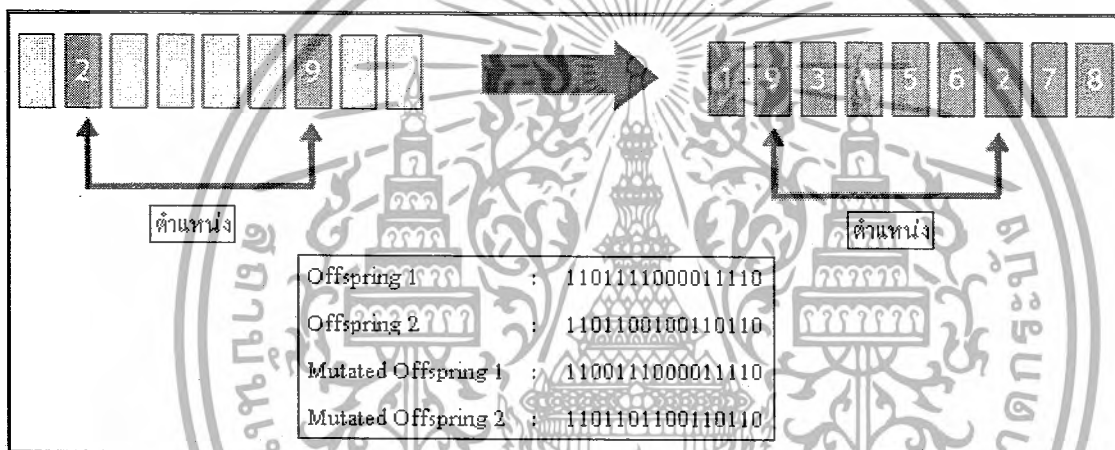 2 9
1 9 3 4 5 6 2 7 8
ตำแหน่ง
ตำแหน่ง
Offspring 1 : 1101111000011110
Offspring 2 : 1101100100110110
Mutated Offspring 1 : 1100111000011110
Mutated Offspring 2 : 1101101100110110